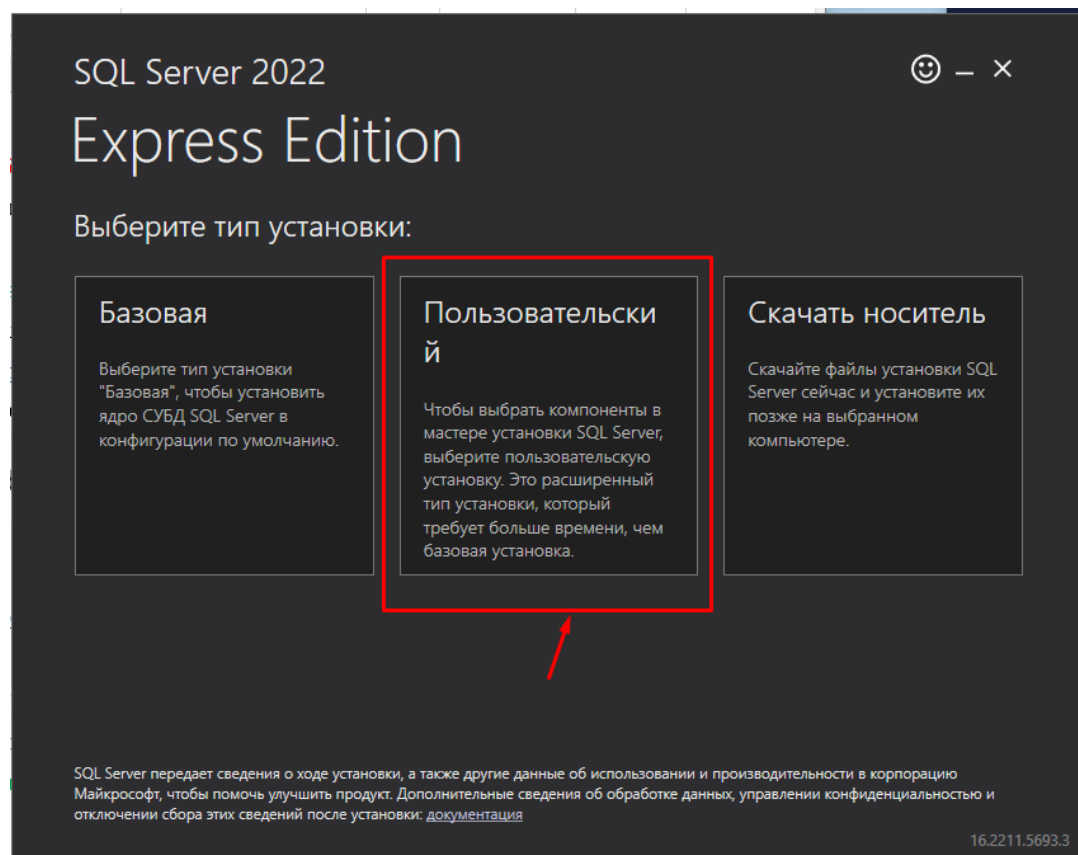 SQL Server 2022
Express Edition
Выберите тип установки:
Базовая
Выберите тип установки
"Базовая", чтобы установить
ядро СУБД SQL Server в
конфигурации по умолчанию.
Пользовательски
й
Чтобы выбрать компоненты в
мастере установки SQL Server,
выберите пользовательскую
установку. Это расширенный
тип установки, который
требует больше времени, чем
базовая установка.
Скачать носитель
Скачайте файлы установки SQL
Server сейчас и установите их
позже на выбранном
компьютере.
SQL Server передает сведения о ходе установки, а также другие данные об использовании и производительности в корпорацию
Майкрософт, чтобы помочь улучшить продукт. Дополнительные сведения об обработке данных, управлении конфиденциальностью и
отключении сбора этих сведений после установки: документация
16.2211.5693.3